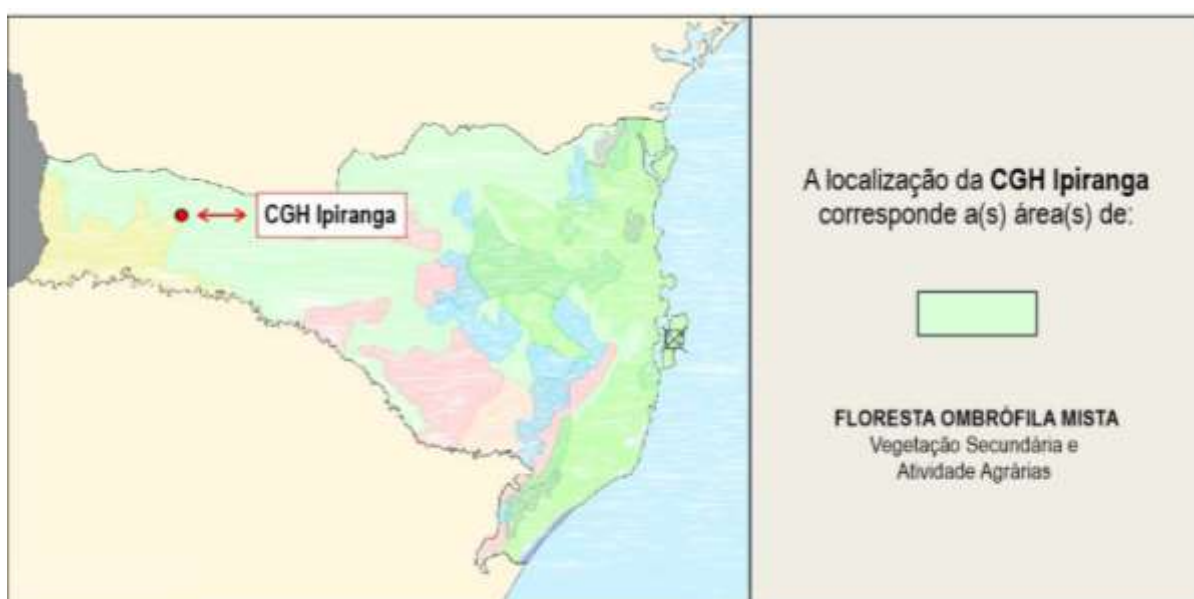 CGH Ipiranga
A localização da CGH Ipiranga
corresponde a(s) área(s) de:
FLORESTA OMBRÓFILA MISTA
Vegetação Secundária e
Atividade Agrárias